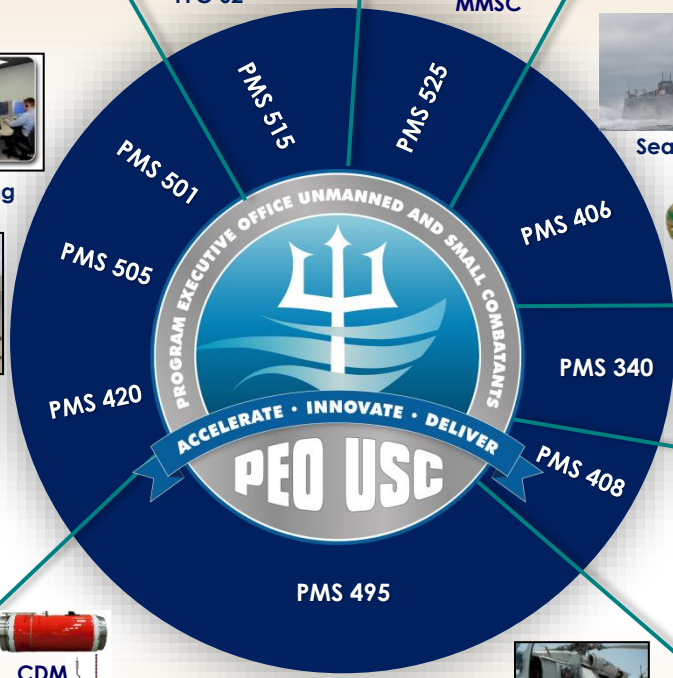 MMSC
PMS 515
PMS 525
PMS 501
PMS 406
PMS 505
PMS 340
PMS 420
PMS 408
PMS 495
PROGRAM EXECUTIVE OFFICE UNMANNED AND SMALL COMBATANTS
ACCELERATE · INNOVATE · DELIVER
PEO USC
CDM